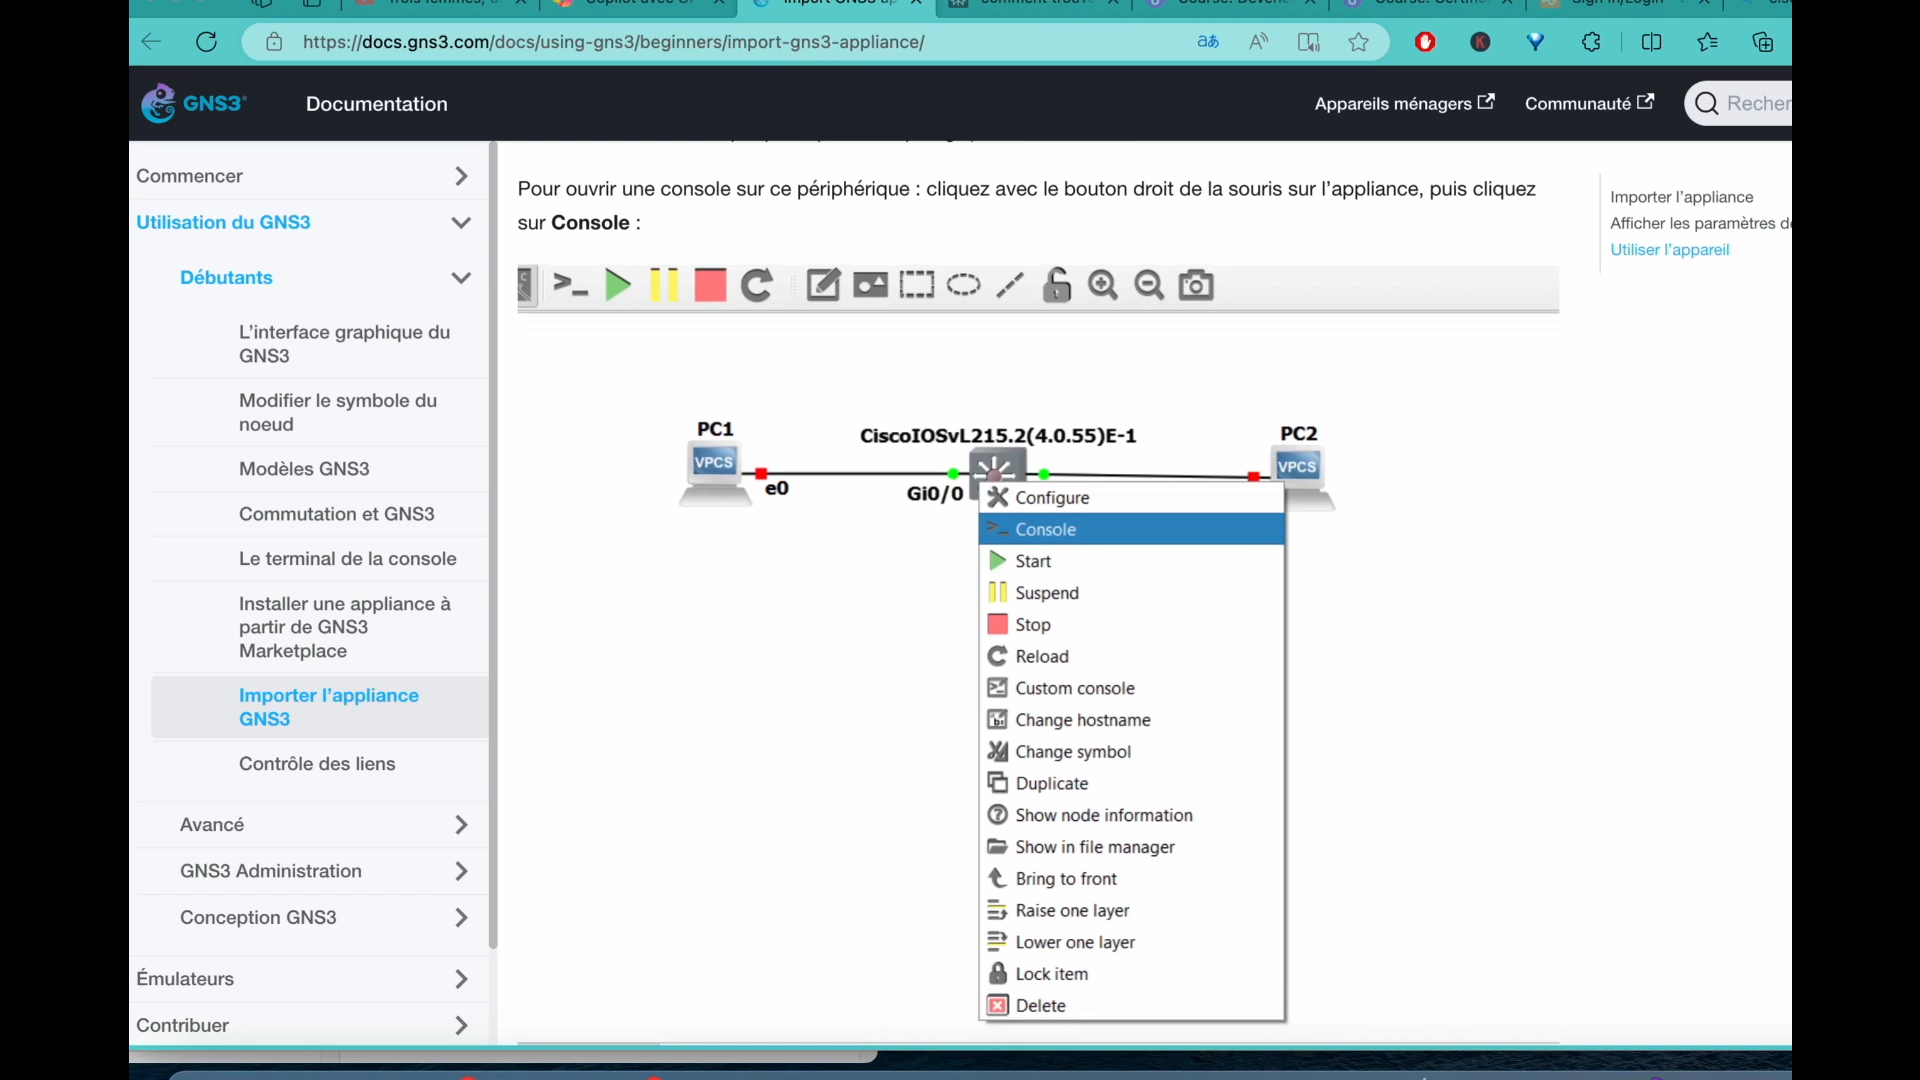 https://docs.gns3.com/docs/using-gns3/beginners/import-gns3-appliance/
GNS3
Documentation
Appareils ménagers
Communauté
Recher
Commencer
Utilisation du GNS3
Débutants
L’interface graphique du
GNS3
Modifier le symbole du
noeud
Modèles GNS3
Commutation et GNS3
Le terminal de la console
Installer une appliance à
partir de GNS3
Marketplace
Importer l’appliance
GNS3
Contrôle des liens
Avancé
GNS3 Administration
Conception GNS3
Émulateurs
Contribuer
Pour ouvrir une console sur ce périphérique : cliquez avec le bouton droit de la souris sur l’appliance, puis cliquez
sur Console :
PC1
VPCS
e0
CiscoIOSvL215.2(4.0.55)E-1
Gi0/0
PC2
VPCS
Configure
Console
Start
Suspend
Stop
Reload
Custom console
Change hostname
Change symbol
Duplicate
Show node information
Show in file manager
Bring to front
Raise one layer
Lower one layer
Lock item
Delete
Importer l’appliance
Afficher les paramètres de
Utiliser l’appareil